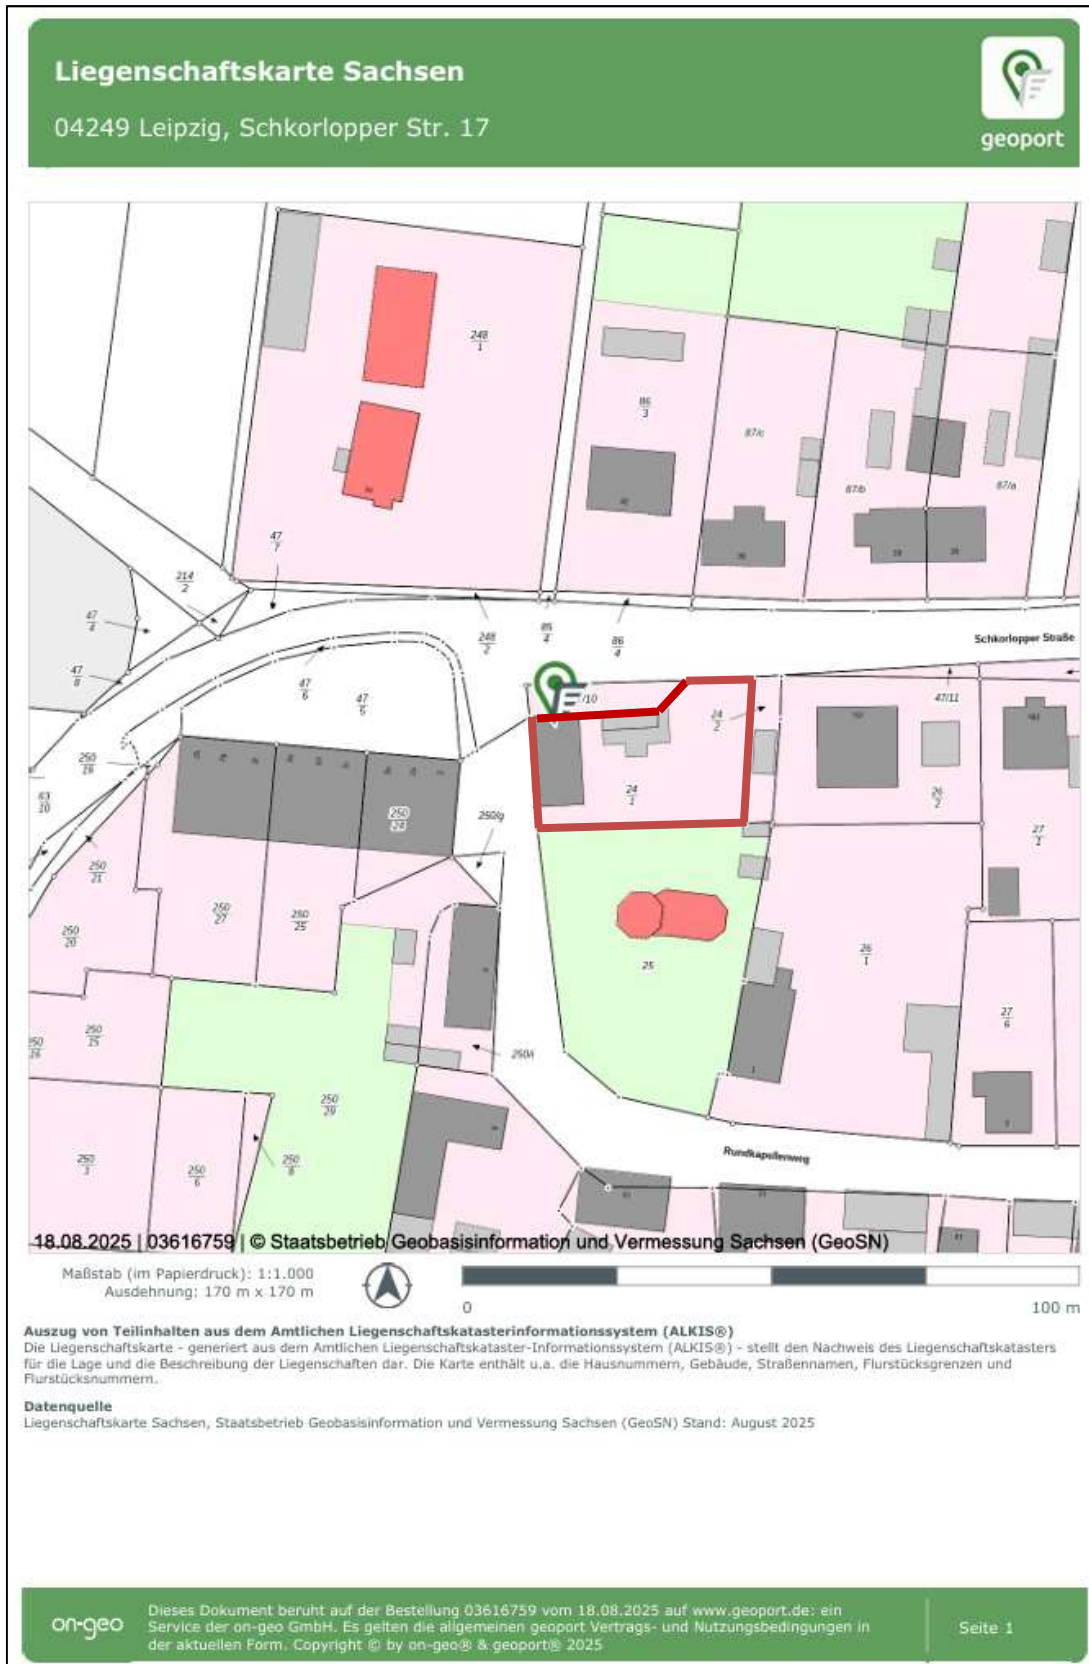 Liegenschaftskarte Sachsen
04249 Leipzig, Schkorlopper Str. 17
geoport
248
1
86
3
87/c
87/b
87/a
47
7
214
2
47
4
47
8
248
2
85
4
86
4
Schkorlopper Straße
47
6
47
5
/10
24
2
47/11
250
19
63
10
250
24
250/g
24
1
26
2
27
1
250
21
250
27
250
25
250
20
25
26
1
27
6
250
15
250
16
250/i
250
29
250
3
250
6
250
8
Rundkapellenweg
18.08.2025 | 03616759 | © Staatsbetrieb Geobasisinformation und Vermessung Sachsen (GeoSN)
Maßstab (im Papierdruck): 1:1.000
Ausdehnung: 170 m x 170 m
0
100 m
Auszug von Teilinhalten aus dem Amtlichen Liegenschaftskatasterinformationssystem (ALKIS®)
Die Liegenschaftskarte - generiert aus dem Amtlichen Liegenschaftskataster-Informationssystem (ALKIS®) - stellt den Nachweis des Liegenschaftskatasters
für die Lage und die Beschreibung der Liegenschaften dar. Die Karte enthält u.a. die Hausnummern, Gebäude, Straßennamen, Flurstücksgrenzen und
Flurstücksnummern.
Datenquelle
Liegenschaftskarte Sachsen, Staatsbetrieb Geobasisinformation und Vermessung Sachsen (GeoSN) Stand: August 2025
on-geo
Dieses Dokument beruht auf der Bestellung 03616759 vom 18.08.2025 auf www.geoport.de: ein
Service der on-geo GmbH. Es gelten die allgemeinen geoport Vertrags- und Nutzungsbedingungen in
der aktuellen Form. Copyright © by on-geo® & geoport® 2025
Seite 1